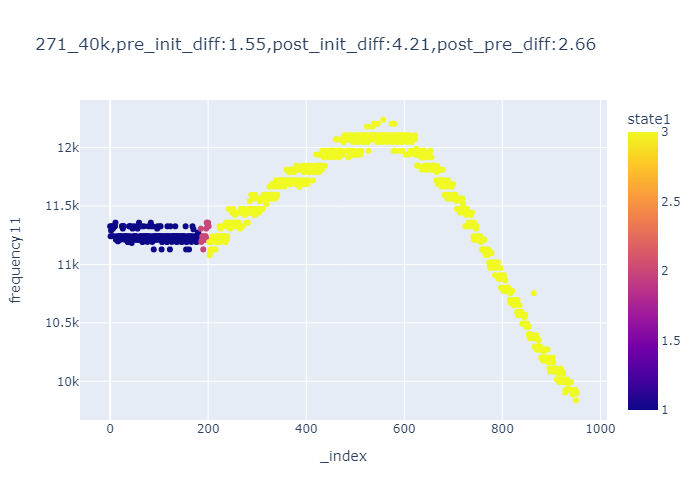 271_40k,pre_init_diff:1.55,post_init_diff:4.21,post_pre_diff:2.66
state1
3
2.5
2
1.5
1
12k
11.5k
11k
10.5k
10k
frequency11
0
200
400
600
800
1000
_index